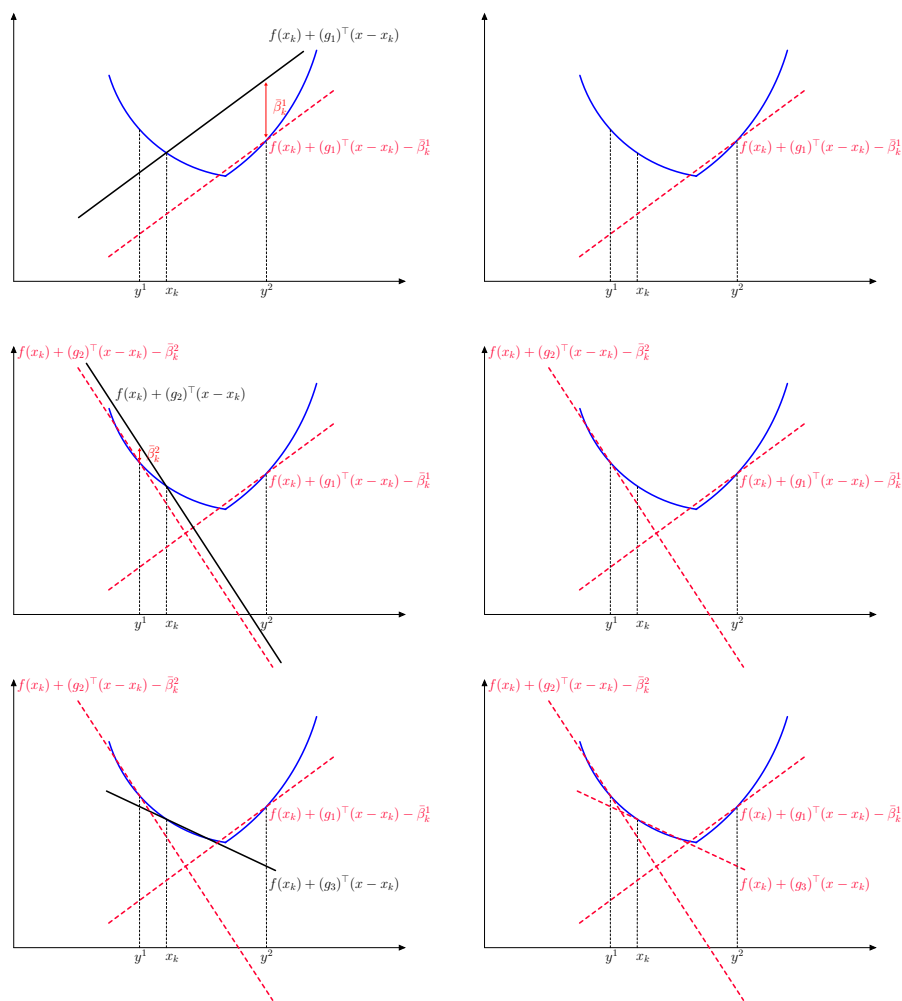 f(x_k) + (g_1)^⊤(x − x_k)
β̄_k^1
f(x_k) + (g_1)^⊤(x − x_k) − β̄_k^1
y^1 x_k y^2
f(x_k) + (g_1)^⊤(x − x_k) − β̄_k^1
y^1 x_k y^2
f(x_k) + (g_2)^⊤(x − x_k) − β̄_k^2
f(x_k) + (g_2)^⊤(x − x_k)
β̄_k^2
f(x_k) + (g_1)^⊤(x − x_k) − β̄_k^1
y^1 x_k y^2
f(x_k) + (g_2)^⊤(x − x_k) − β̄_k^2
f(x_k) + (g_1)^⊤(x − x_k) − β̄_k^1
y^1 x_k y^2
f(x_k) + (g_2)^⊤(x − x_k) − β̄_k^2
f(x_k) + (g_1)^⊤(x − x_k) − β̄_k^1
f(x_k) + (g_3)^⊤(x − x_k)
y^1 x_k y^2
f(x_k) + (g_2)^⊤(x − x_k) − β̄_k^2
f(x_k) + (g_1)^⊤(x − x_k) − β̄_k^1
f(x_k) + (g_3)^⊤(x − x_k)
y^1 x_k y^2